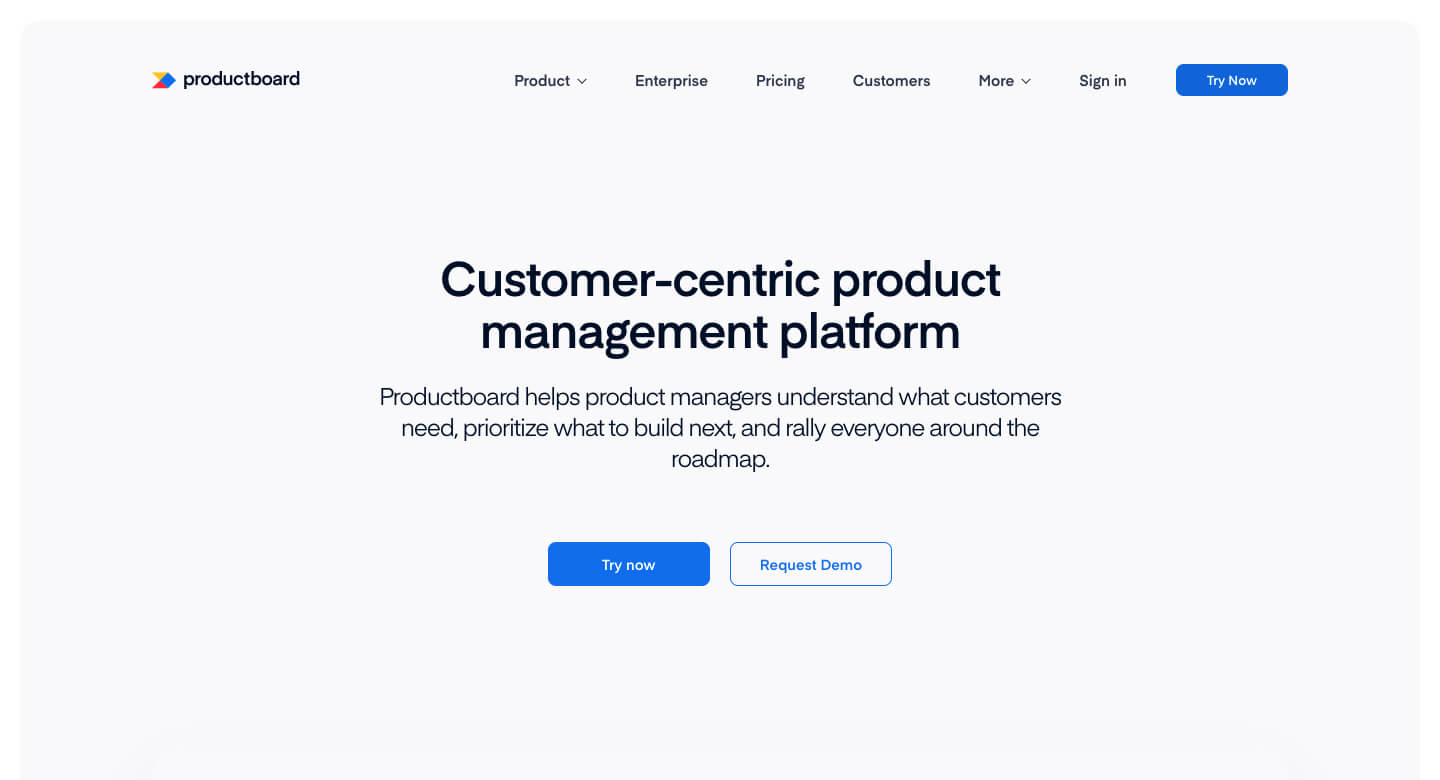 productboard
Product
Enterprise
Pricing
Customers
More
Sign in
Try Now
Customer-centric product
management platform
Productboard helps product managers understand what customers
need, prioritize what to build next, and rally everyone around the
roadmap.
Try now
Request Demo